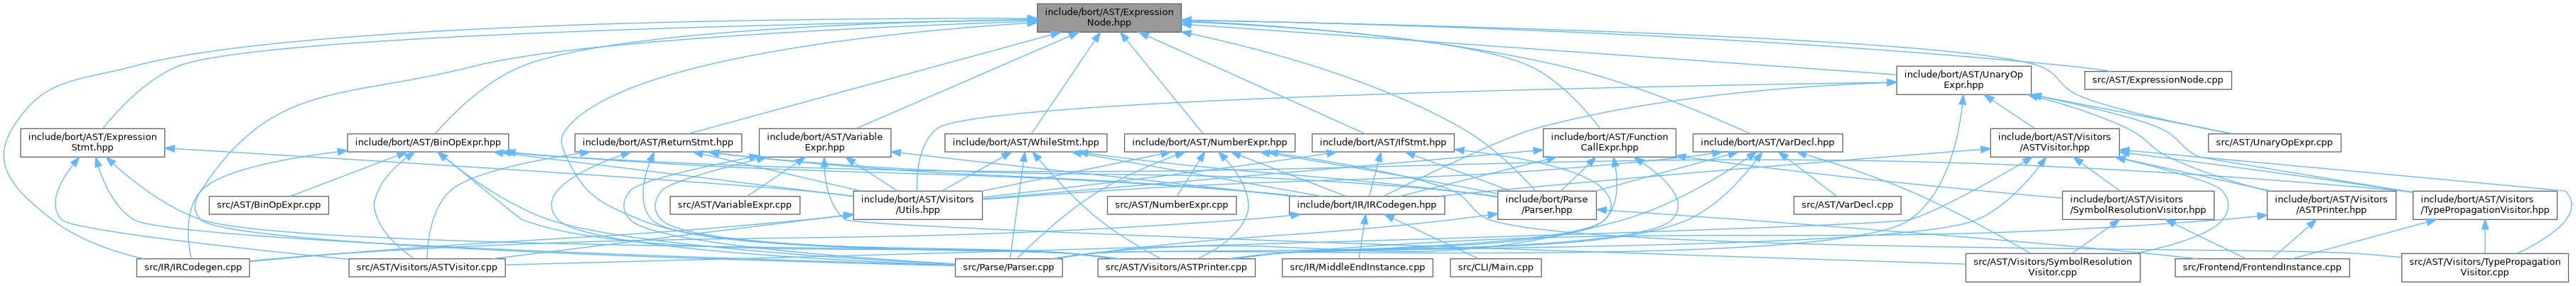 include/bort/AST/Expression
Node.hpp
include/bort/AST/UnaryOp
Expr.hpp
src/AST/ExpressionNode.cpp
include/bort/AST/Expression
Stmt.hpp
include/bort/AST/BinOpExpr.hpp
include/bort/AST/ReturnStmt.hpp
include/bort/AST/Variable
Expr.hpp
include/bort/AST/WhileStmt.hpp
include/bort/AST/NumberExpr.hpp
include/bort/AST/IfStmt.hpp
include/bort/AST/Function
CallExpr.hpp
include/bort/AST/VarDecl.hpp
include/bort/AST/Visitors
/ASTVisitor.hpp
src/AST/UnaryOpExpr.cpp
src/AST/BinOpExpr.cpp
src/AST/VariableExpr.cpp
include/bort/AST/Visitors
/Utils.hpp
src/AST/NumberExpr.cpp
include/bort/IR/IRCodegen.hpp
include/bort/Parse
/Parser.hpp
src/AST/VarDecl.cpp
include/bort/AST/Visitors
/SymbolResolutionVisitor.hpp
include/bort/AST/Visitors
/ASTPrinter.hpp
include/bort/AST/Visitors
/TypePropagationVisitor.hpp
src/IR/IRCodegen.cpp
src/AST/Visitors/ASTVisitor.cpp
src/Parse/Parser.cpp
src/AST/Visitors/ASTPrinter.cpp
src/IR/MiddleEndInstance.cpp
src/CLI/Main.cpp
src/AST/Visitors/SymbolResolution
Visitor.cpp
src/Frontend/FrontendInstance.cpp
src/AST/Visitors/TypePropagation
Visitor.cpp